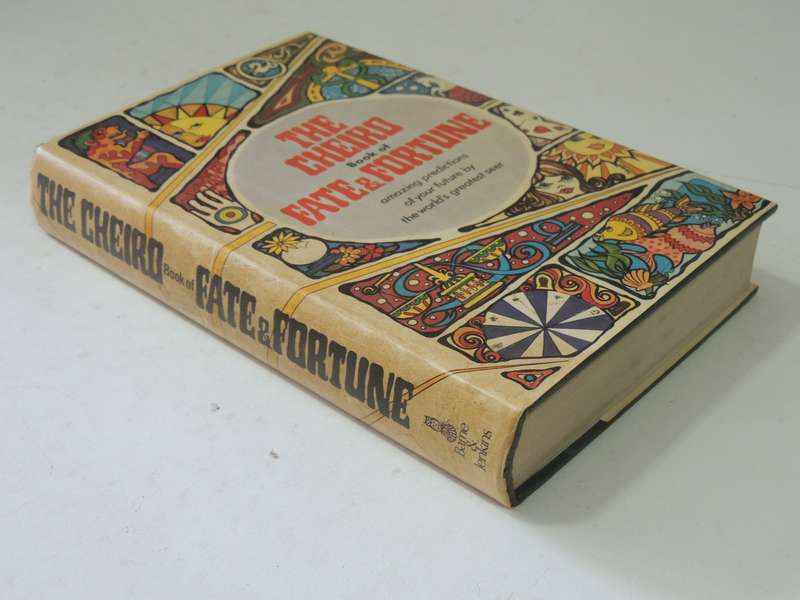 THE
CHEIRO
Book of
FATE & FORTUNE
amazing predictions
of your future by
the world's greatest seer
THE CHEIRO Book of FATE & FORTUNE
Barrie
&
Jenkins